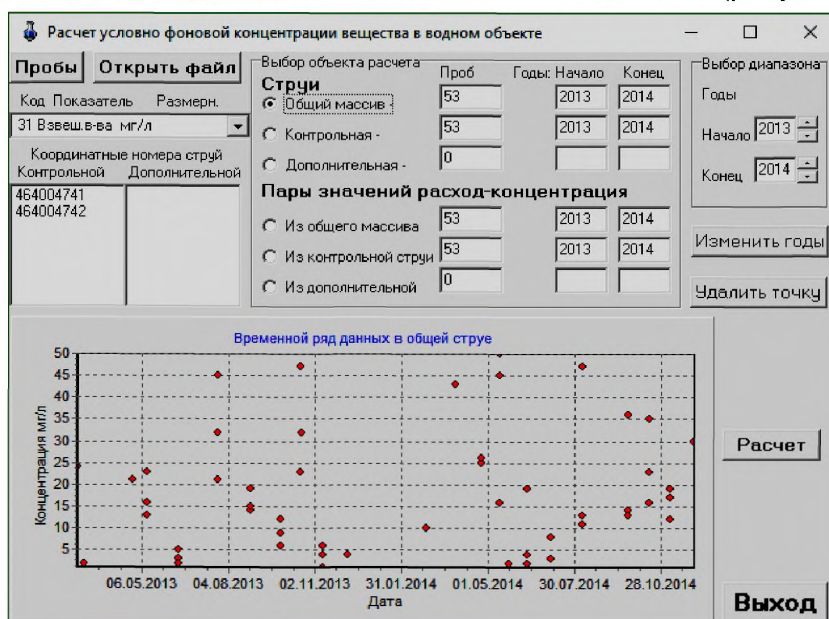 Расчет условно фоновой концентрации вещества в водном объекте
Пробы Открыть файл
Код Показатель Размерн.
31 Взвеш.в-ва мг/л
Координатные номера струй
Контрольной Дополнительной
464004741
464004742
Выбор объекта расчета
Проб Годы: Начало Конец
Струи
Общий массив - 53 2013 2014
Контрольная - 53 2013 2014
Дополнительная - 0
Пары значений расход-концентрация
Из общего массива 53 2013 2014
Из контрольной струи 53 2013 2014
Из дополнительной 0
Выбор диапазона
Годы
Начало 2013
Конец 2014
Изменить годы
Удалить точку
Временной ряд данных в общей струе
Концентрация мг/л
50
45
40
35
30
25
20
15
10
5
06.05.2013 04.08.2013 02.11.2013 31.01.2014 01.05.2014 30.07.2014 28.10.2014
Дата
Расчет
Выход